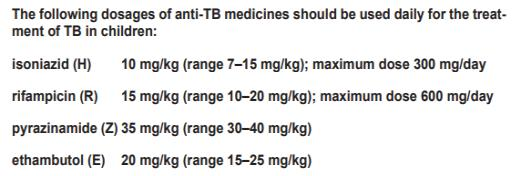 The following dosages of anti-TB medicines should be used daily for the treat-
ment of TB in children:
isoniazid (H) 10 mg/kg (range 7–15 mg/kg); maximum dose 300 mg/day
rifampicin (R) 15 mg/kg (range 10–20 mg/kg); maximum dose 600 mg/day
pyrazinamide (Z) 35 mg/kg (range 30–40 mg/kg)
ethambutol (E) 20 mg/kg (range 15–25 mg/kg)